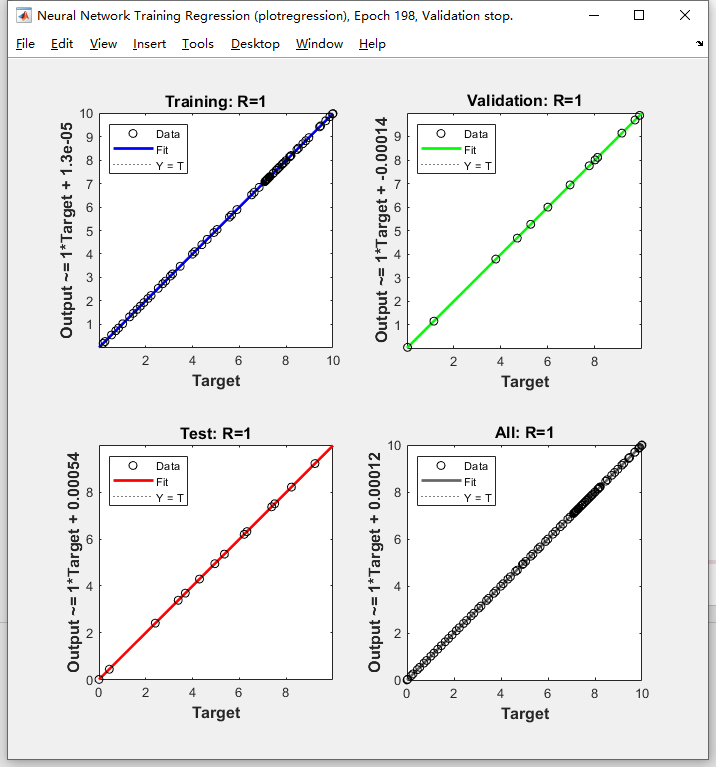 Neural Network Training Regression (plotregression), Epoch 198, Validation stop.
File Edit View Insert Tools Desktop Window Help
Training: R=1
Output ~= 1*Target + 1.3e-05
10
9
8
7
6
5
4
3
2
1
Data
Fit
Y = T
2 4 6 8 10
Target
Validation: R=1
Output ~= 1*Target + -0.00014
9
8
7
6
5
4
3
2
1
Data
Fit
Y = T
2 4 6 8
Target
Test: R=1
Output ~= 1*Target + 0.00054
8
6
4
2
0
Data
Fit
Y = T
0 2 4 6 8
Target
All: R=1
Output ~= 1*Target + 0.00012
10
8
6
4
2
0
Data
Fit
Y = T
0 2 4 6 8 10
Target